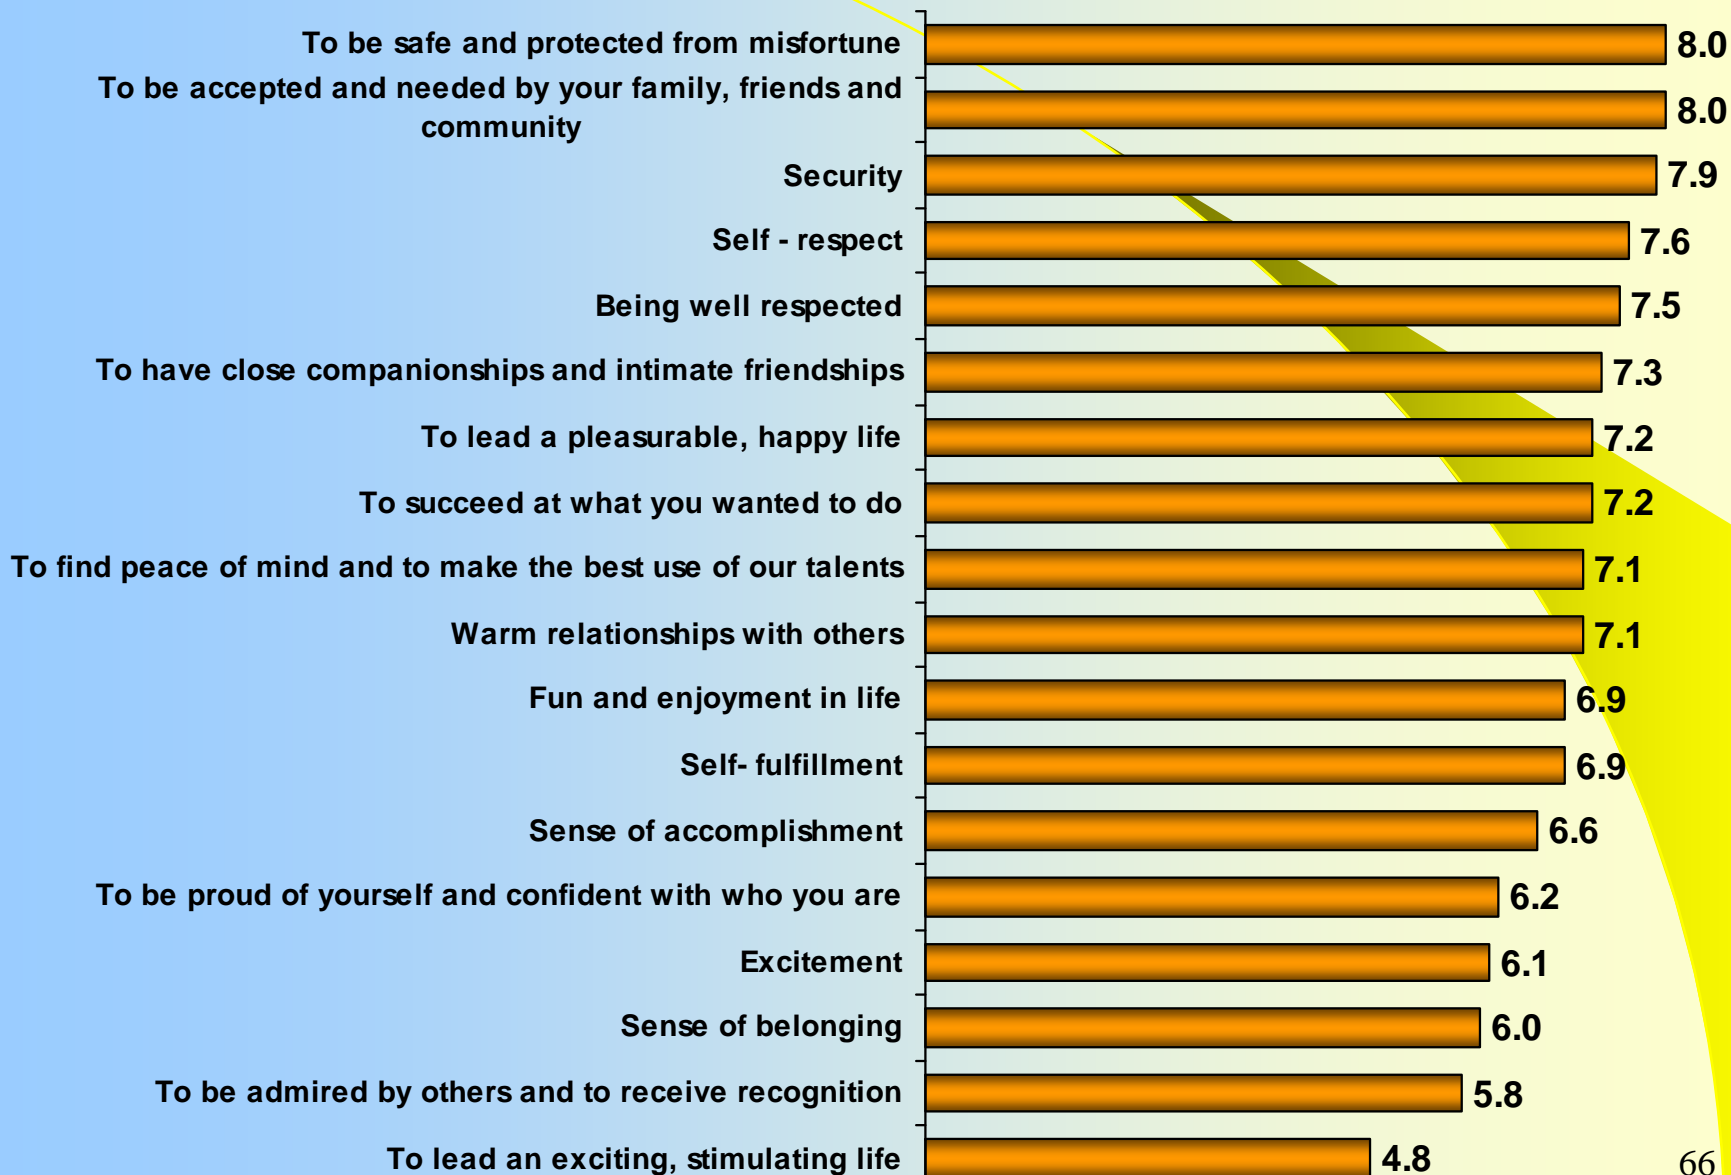 To be safe and protected from misfortune 8.0
To be accepted and needed by your family, friends and
community 8.0
Security 7.9
Self - respect 7.6
Being well respected 7.5
To have close companionships and intimate friendships 7.3
To lead a pleasurable, happy life 7.2
To succeed at what you wanted to do 7.2
To find peace of mind and to make the best use of our talents 7.1
Warm relationships with others 7.1
Fun and enjoyment in life 6.9
Self- fulfillment 6.9
Sense of accomplishment 6.6
To be proud of yourself and confident with who you are 6.2
Excitement 6.1
Sense of belonging 6.0
To be admired by others and to receive recognition 5.8
To lead an exciting, stimulating life 4.8
66